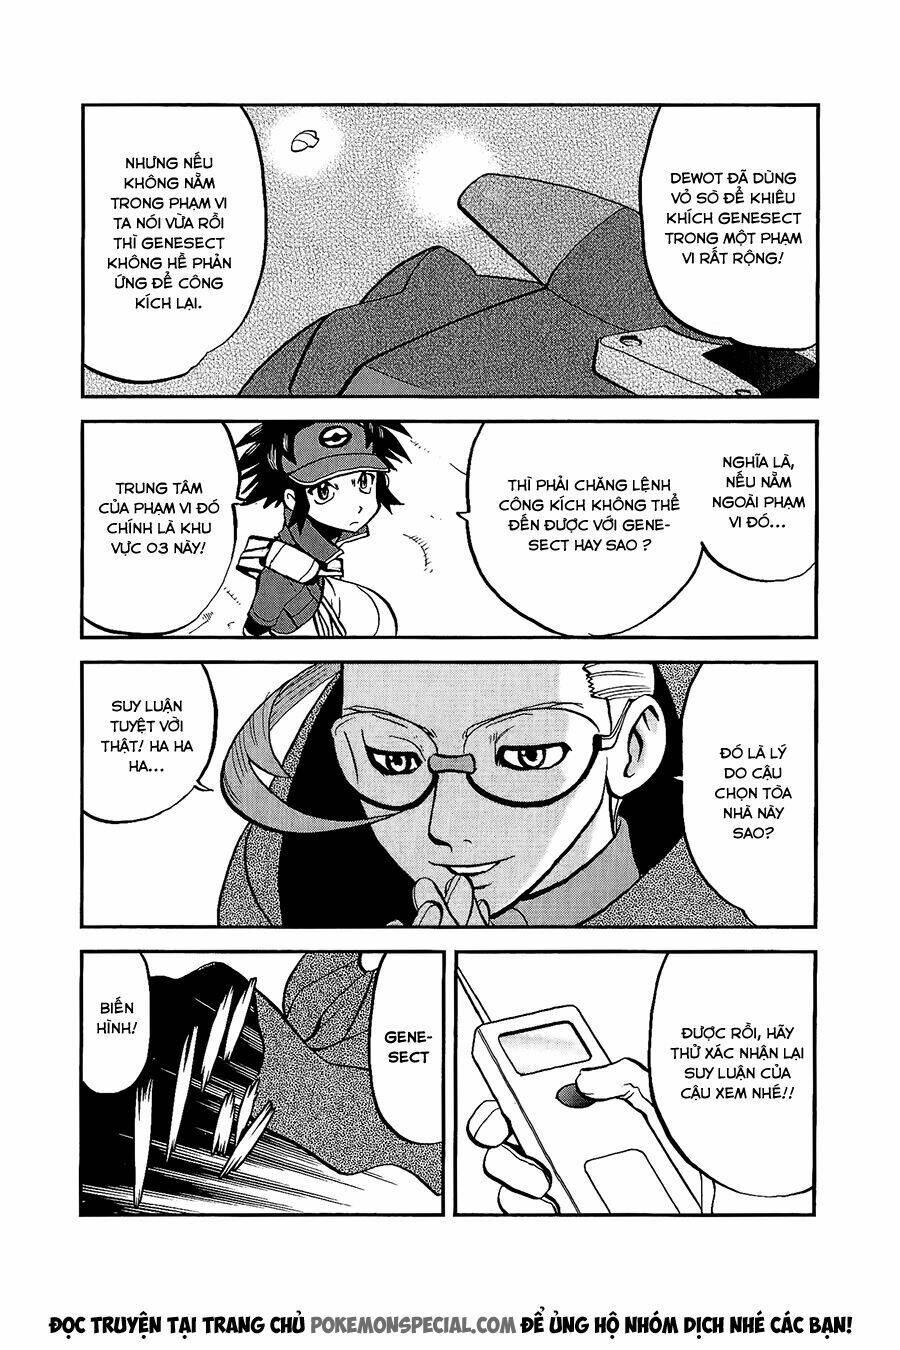 DEWOT ĐÃ DÙNG
VỎ SÒ ĐỂ KHIÊU
KHÍCH GENESECT
TRONG MỘT PHẠM
VI RẤT RỘNG!
NHƯNG NẾU
KHÔNG NẰM
TRONG PHẠM VI
TA NÓI VỪA RỒI
THÌ GENESECT
KHÔNG HỀ PHẢN
ỨNG ĐỂ CÔNG
KÍCH LẠI.
NGHĨA LÀ,
NẾU NẰM
NGOÀI PHẠM
VI ĐÓ...
THÌ PHẢI CHĂNG LỆNH
CÔNG KÍCH KHÔNG THỂ
ĐẾN ĐƯỢC VỚI GENE-
SECT HAY SAO ?
TRUNG TÂM
CỦA PHẠM VI ĐÓ
CHÍNH LÀ KHU
VỰC 03 NÀY!
ĐÓ LÀ LÝ
DO CẬU
CHỌN TÒA
NHÀ NÀY
SAO?
SUY LUẬN
TUYỆT VỜI
THẬT! HA HA
HA...
ĐƯỢC RỒI, HÃY
THỬ XÁC NHẬN LẠI
SUY LUẬN CỦA
CẬU XEM NHÉ!!
GENE-
SECT
BIẾN
HÌNH!
ĐỌC TRUYỆN TẠI TRANG CHỦ POKEMONSPECIAL.COM ĐỂ ỦNG HỘ NHÓM DỊCH NHÉ CÁC BẠN!